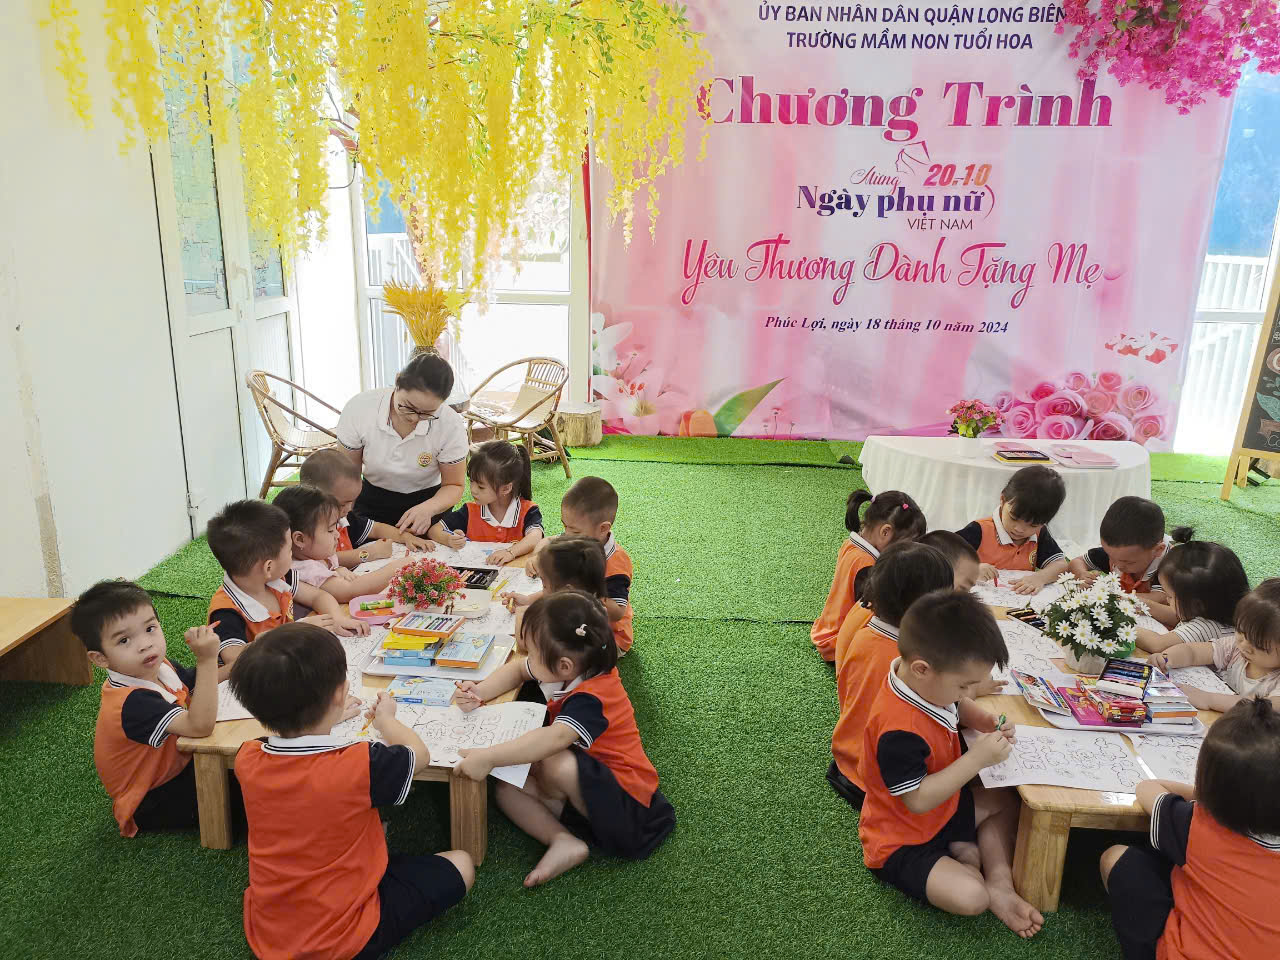 ỦY BAN NHÂN DÂN QUẬN LONG BIÊN
TRƯỜNG MẦM NON TUỔI HOA
Chương Trình
Mừng 20-10
Ngày phụ nữ
VIỆT NAM
Yêu Thương Dành Tặng Mẹ
Phúc Lợi, ngày 18 tháng 10 năm 2024